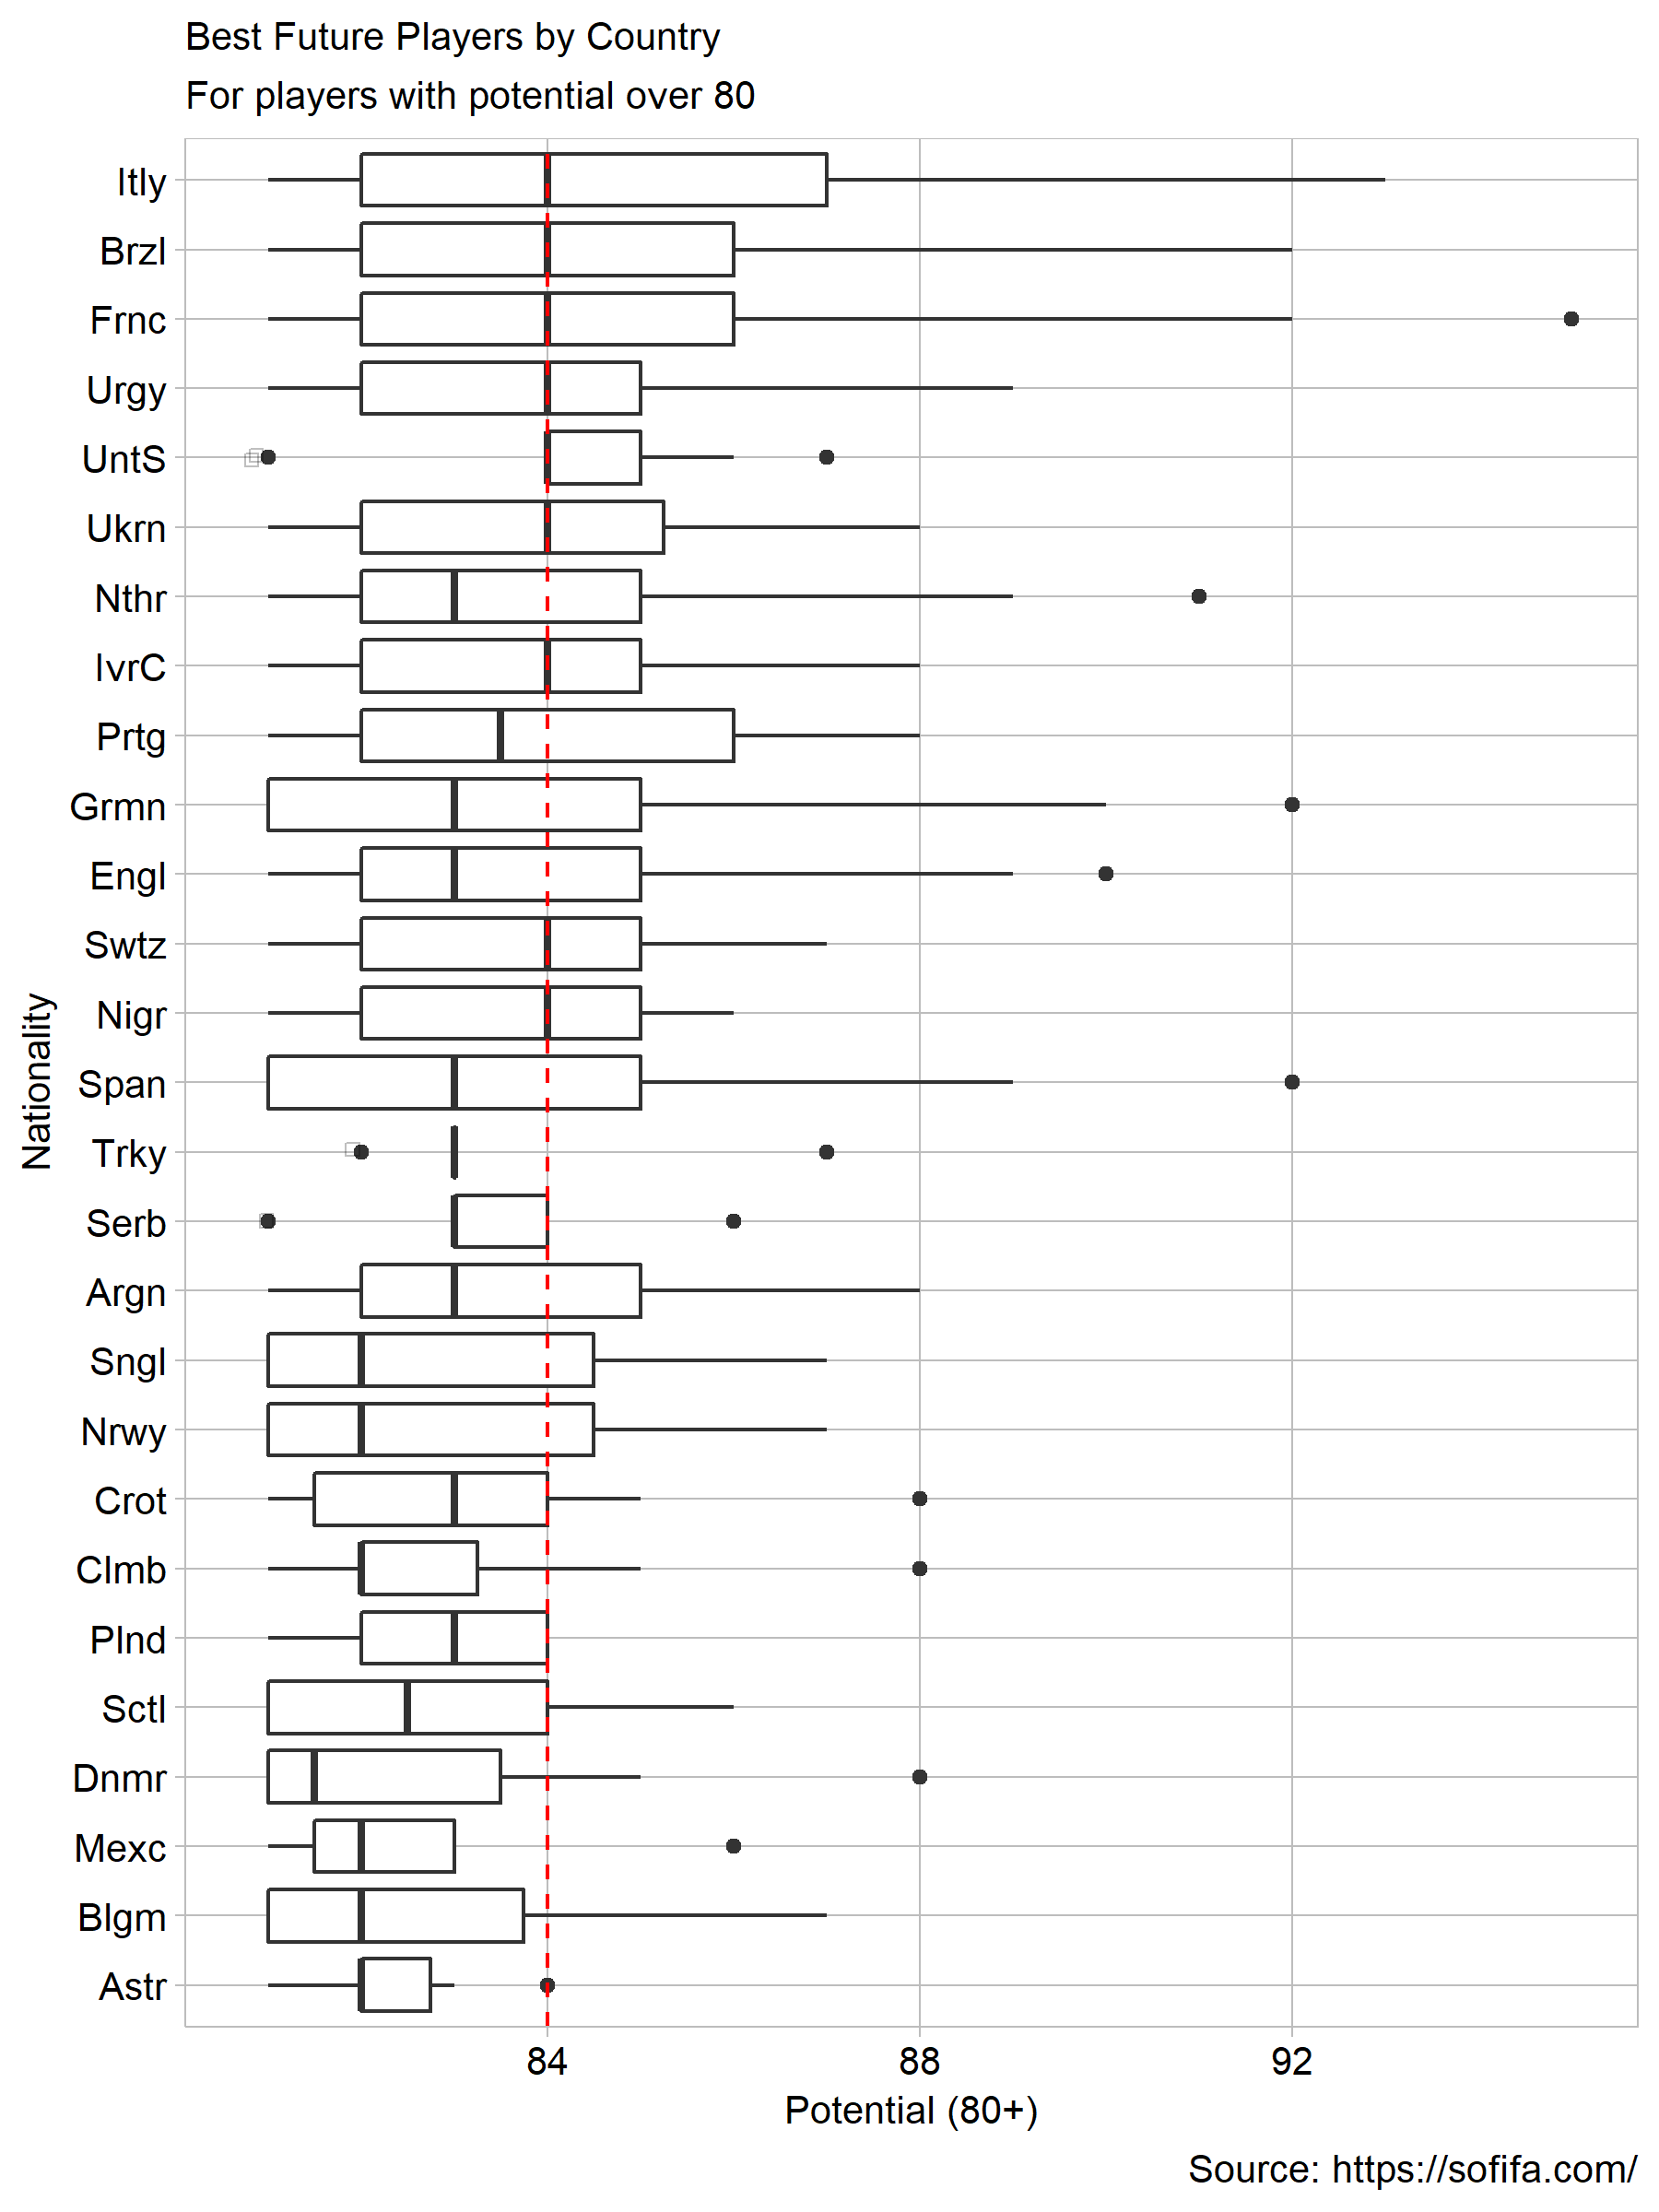 Best Future Players by Country
For players with potential over 80
Itly
Brzl
Frnc
Urgy
UntS
Ukrn
Nthr
IvrC
Prtg
Grmn
Engl
Swtz
Nigr
Span
Trky
Serb
Argn
Sngl
Nrwy
Crot
Clmb
Plnd
Sctl
Dnmr
Mexc
Blgm
Astr
Nationality
84 88 92
Potential (80+)
Source: https://sofifa.com/